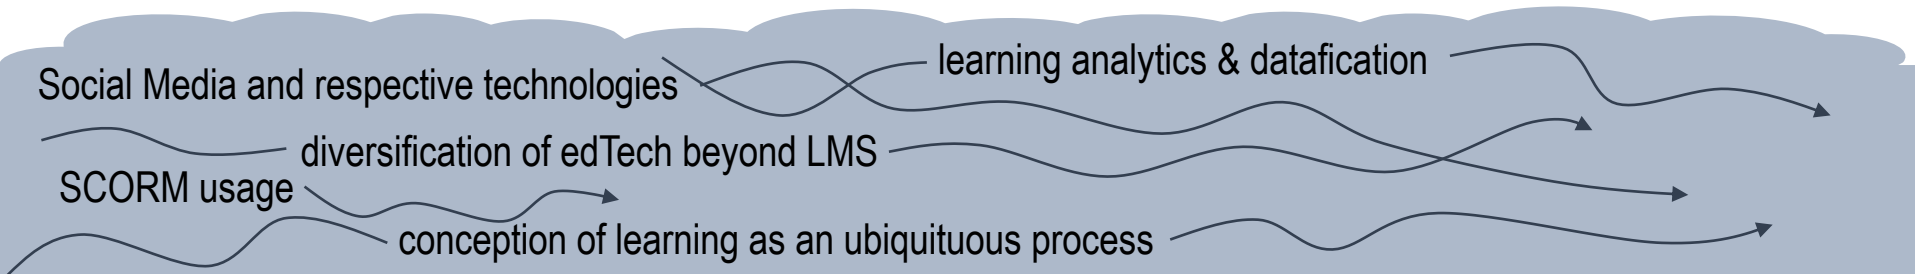 learning analytics & datafication
Social Media and respective technologies
diversification of edTech beyond LMS
SCORM usage
conception of learning as an ubiquituous process